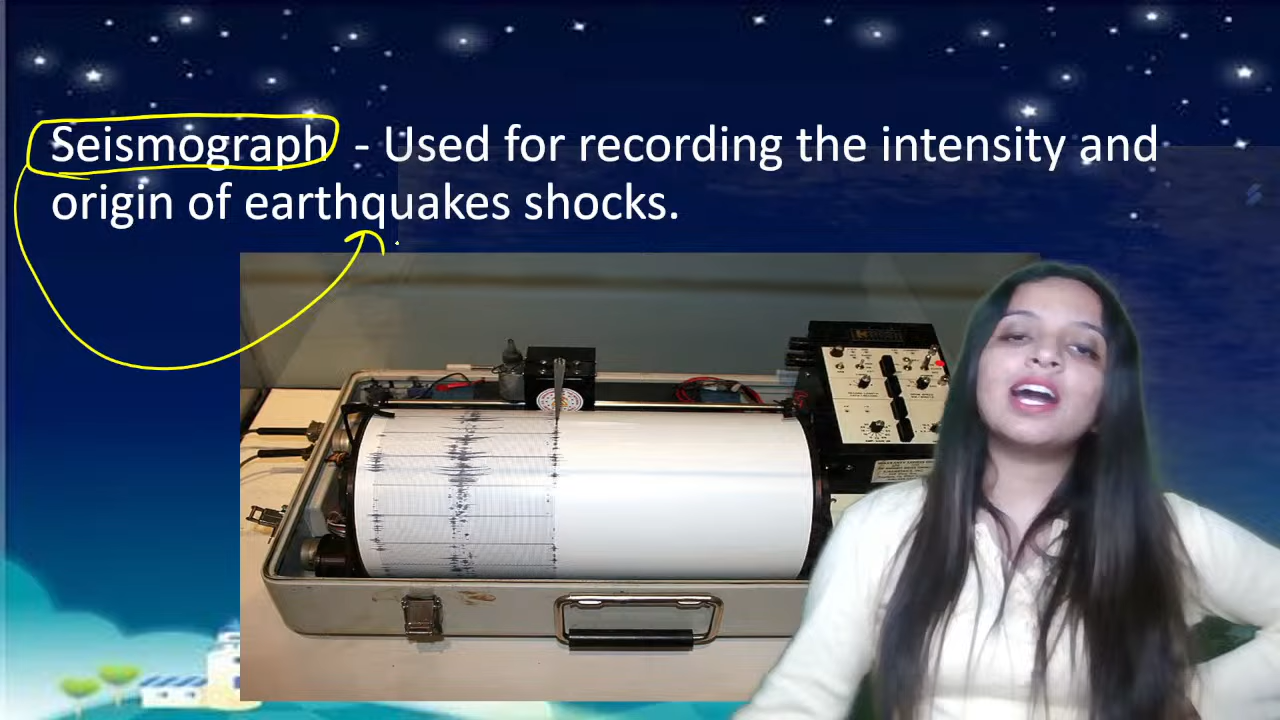 Seismograph - Used for recording the intensity and
origin of earthquakes shocks.